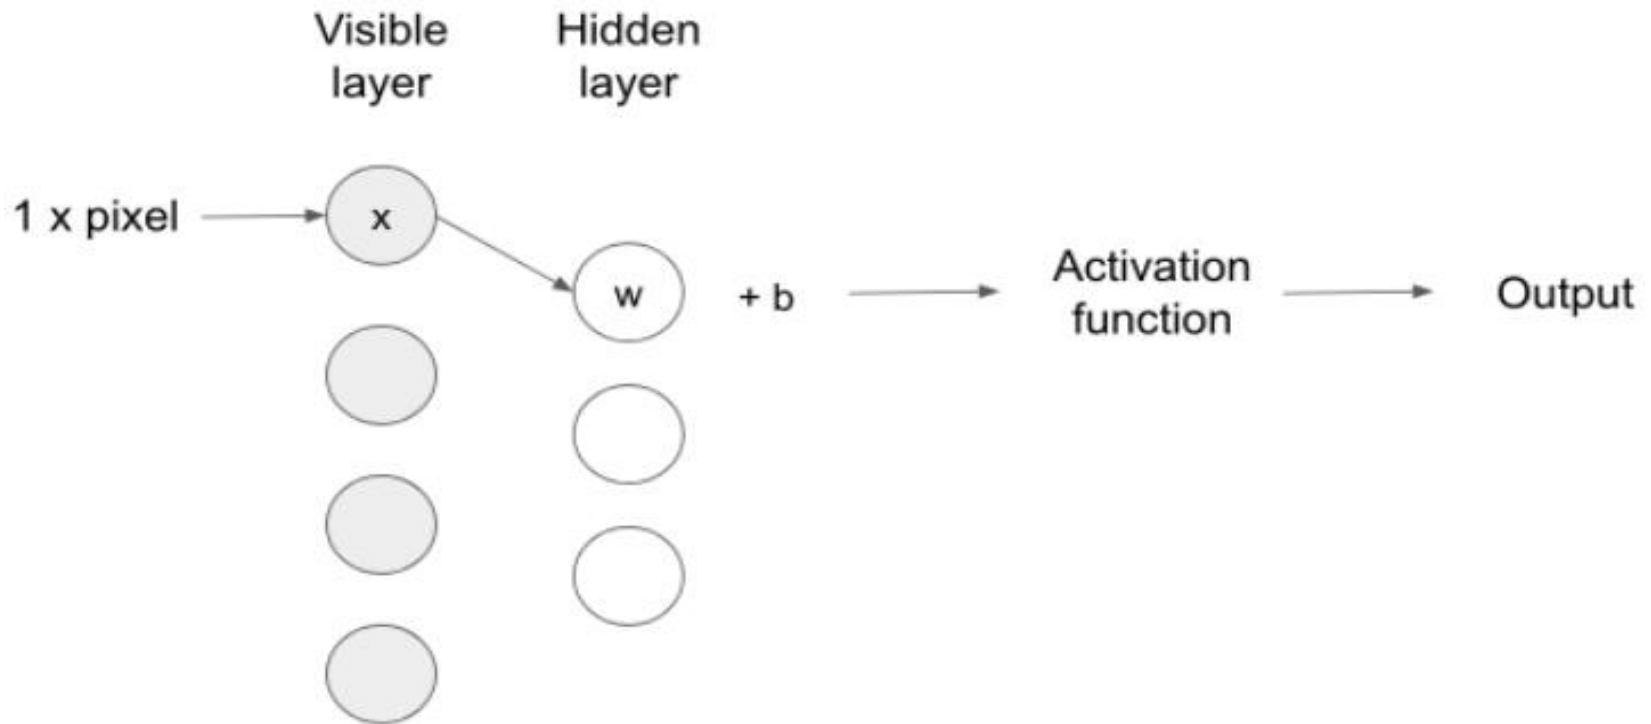 Visible
layer
Hidden
layer
1 x pixel
x
w
+ b
Activation
function
Output